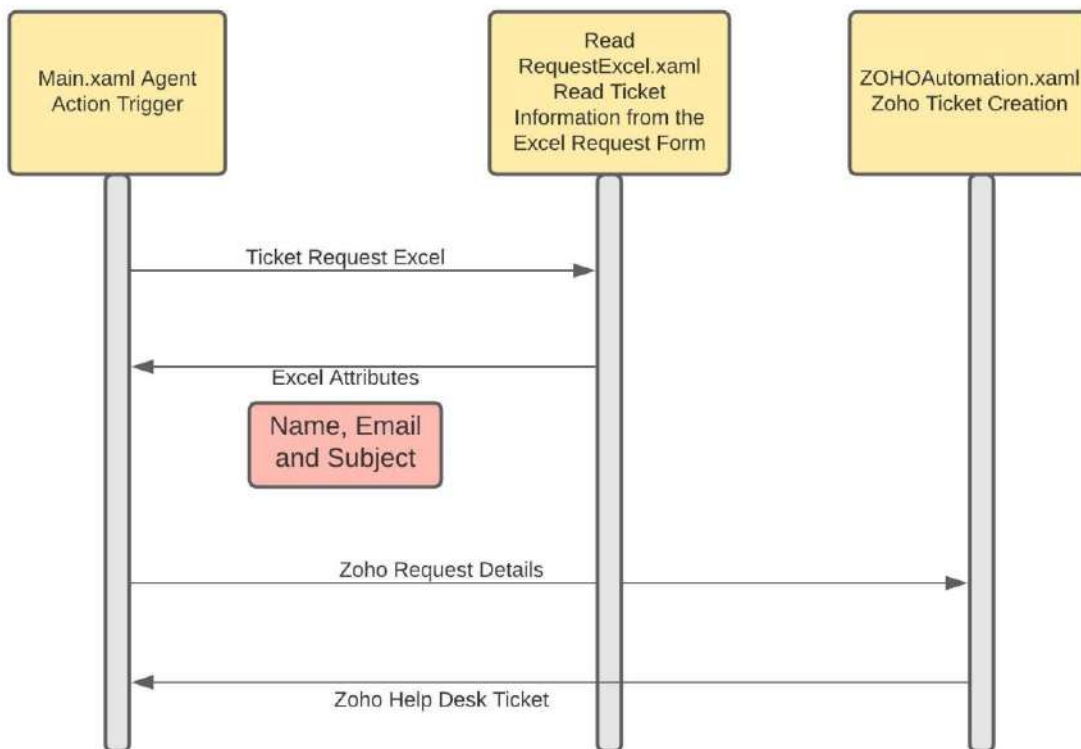 Main.xaml Agent
Action Trigger
Read
RequestExcel.xaml
Read Ticket
Information from the
Excel Request Form
ZOHOAutomation.xaml
Zoho Ticket Creation
Ticket Request Excel
Excel Attributes
Name, Email
and Subject
Zoho Request Details
Zoho Help Desk Ticket